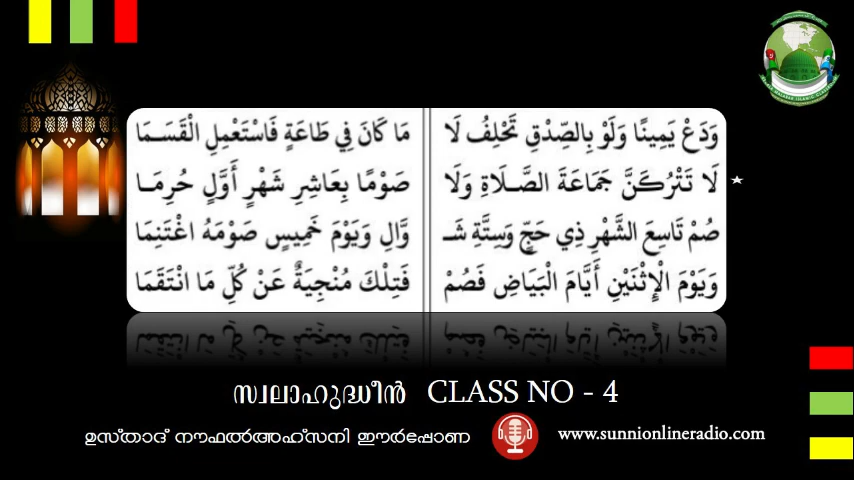 وَدَعْ يَمِينًا وَلَوْ بِالصِّدْقِ تَحْلِفُ لَا مَا كَانَ فِي طَاعَةٍ فَاسْتَعْمِلِ الْقَسَمَا
لَا تَتْرُكَنَّ جَمَاعَةَ الصَّلَاةِ وَلَا صَوْمًا بِعَاشِرِ شَهْرٍ أَوَّلٍ حُرِمَا
صُمْ تَاسِعَ الشَّهْرِ ذِي حَجٍّ وَسِتَّةِ شَـ وَّالِ وَيَوْمَ خَمِيسٍ صَوْمَهُ اغْتَنِمَا
وَيَوْمَ الْإِثْنَيْنِ أَيَّامَ الْبَيَاضِ فَصُمْ فَتِلْكَ مُنْجِيَةٌ عَنْ كُلِّ مَا انْتَقَمَا
സ്വലാഹുദ്ധീൻ CLASS NO - 4
ഉസ്താദ് നൗഫൽഅഹ്സനി ഈർപ്പോണ www.sunnionlineradio.com